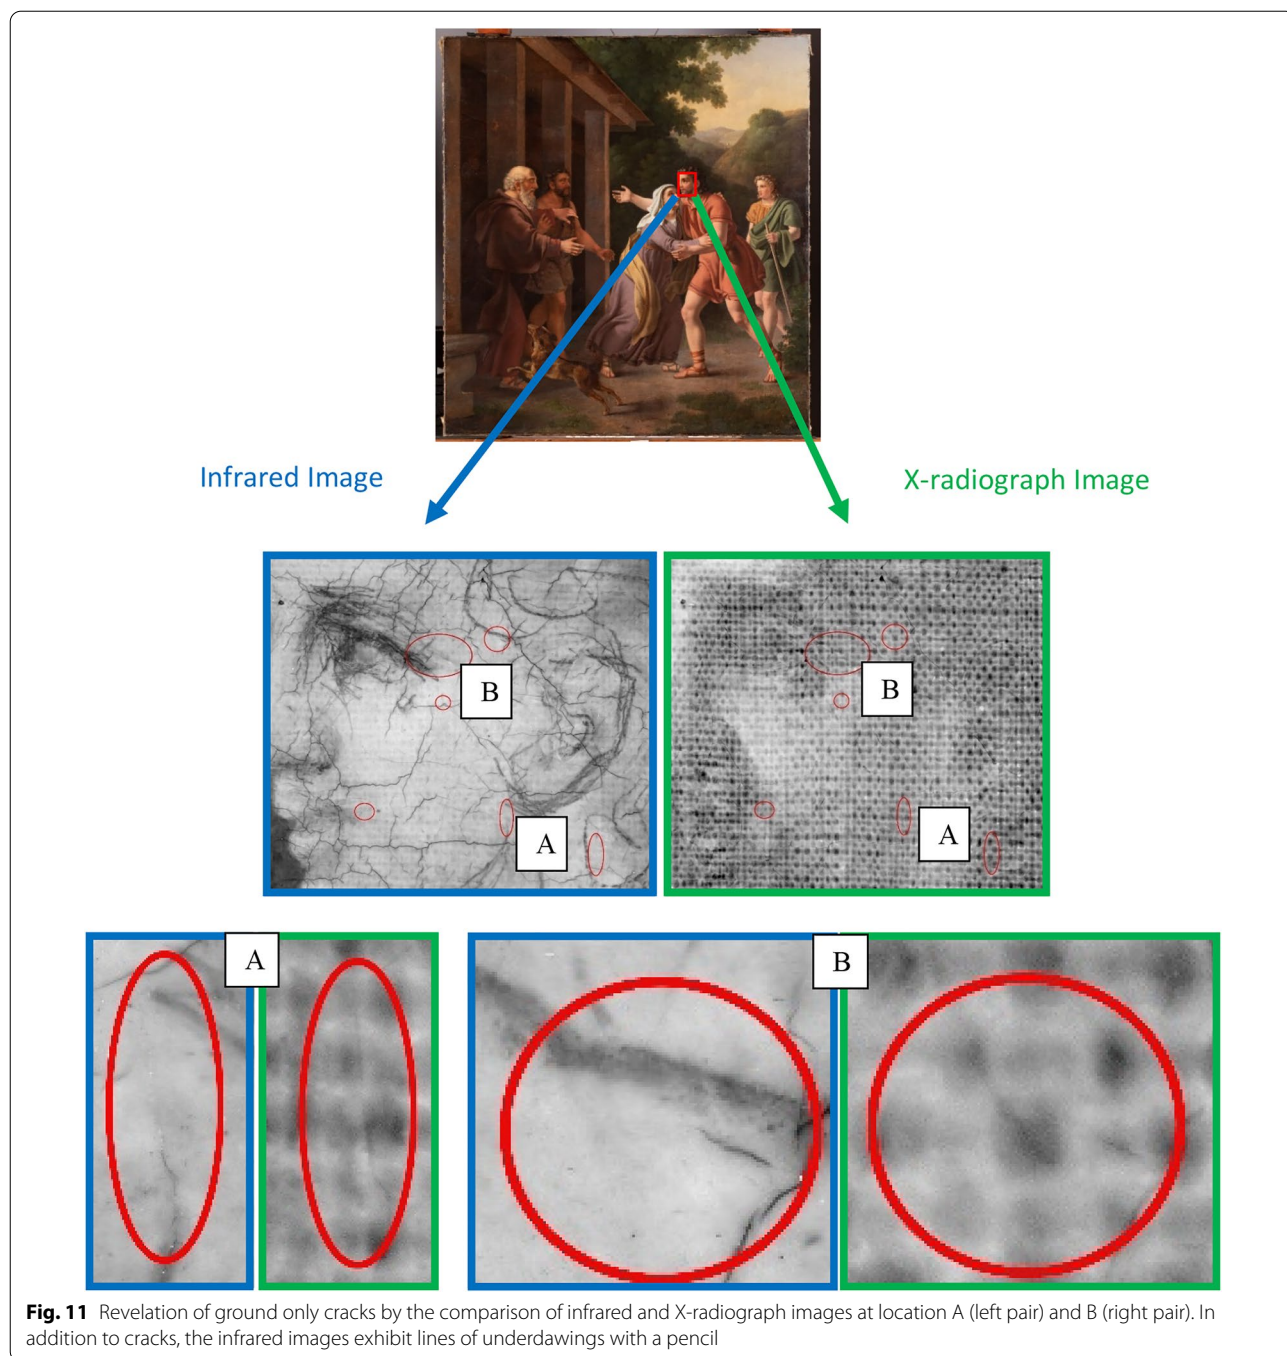 Infrared Image
X-radiograph Image
B
B
A
A
A
B
Fig. 11 Revelation of ground only cracks by the comparison of infrared and X-radiograph images at location A (left pair) and B (right pair). In
addition to cracks, the infrared images exhibit lines of underdawings with a pencil